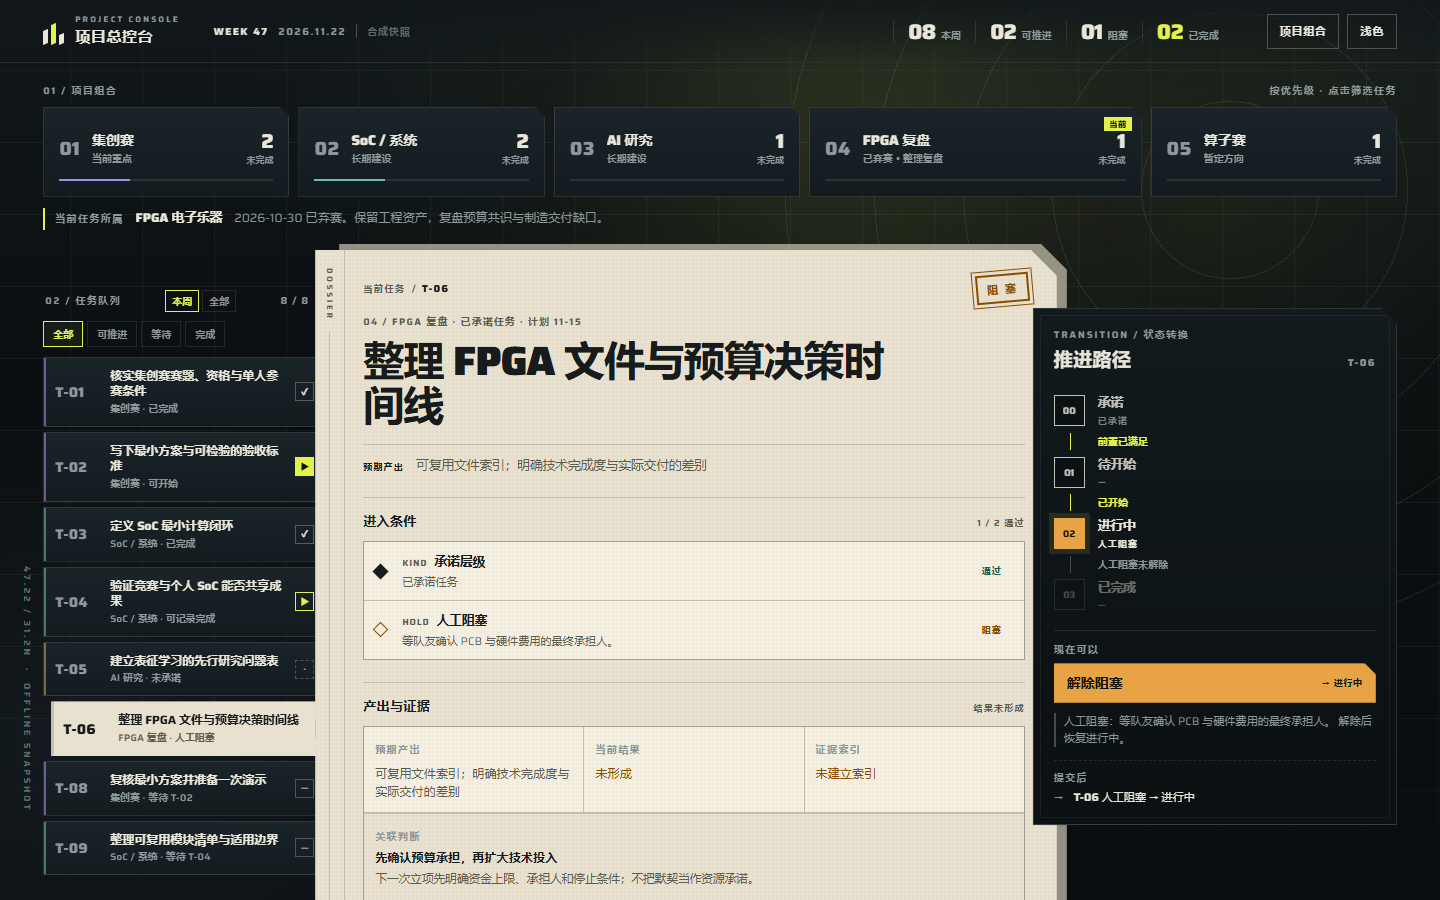 PROJECT CONSOLE
项目总控台
WEEK 47 2026.11.22 合成快照
08 本周 02 可推进 01 阻塞 02 已完成
项目组合 浅色
01 / 项目组合
按优先级 · 点击筛选任务
01 集创赛 当前重点 2 未完成
02 SoC / 系统 长期建设 2 未完成
03 AI 研究 长期建设 1 未完成
04 FPGA 复盘 已弃赛 • 整理复盘 当前 1 未完成
05 算子赛 暂定方向 1 未完成
当前任务所属 FPGA 电子乐器 2026-10-30 已弃赛。保留工程资产，复盘预算共识与制造交付缺口。
02 / 任务队列 本周 全部 8 / 8
全部 可推进 等待 完成
T-01 核实集创赛赛题、资格与单人参
赛条件
集创赛 · 已完成
T-02 写下最小方案与可检验的验收标
准
集创赛 · 可开始
T-03 定义 SoC 最小计算闭环
SoC / 系统 · 已完成
T-04 验证竞赛与个人 SoC 能否共享成
果
SoC / 系统 · 可记录完成
T-05 建立表征学习的先行研究问题表
AI 研究 · 未承诺
T-06 整理 FPGA 文件与预算决策时间线
FPGA 复盘 · 人工阻塞
T-08 复核最小方案并准备一次演示
集创赛 · 等待 T-02
T-09 整理可复用模块清单与适用边界
SoC / 系统 · 等待 T-04
47.22 / 31.2N · OFFLINE SNAPSHOT
DOSSIER
当前任务 / T-06
阻塞
04 / FPGA 复盘 · 已承诺任务 · 计划 11-15
整理 FPGA 文件与预算决策时
间线
预期产出 可复用文件索引；明确技术完成度与实际交付的差别
进入条件 1 / 2 通过
KIND 承诺层级
已承诺任务
通过
HOLD 人工阻塞
等队友确认 PCB 与硬件费用的最终承担人。
阻塞
产出与证据 结果未形成
预期产出
可复用文件索引；明确技术完成度与
实际交付的差别
当前结果
未形成
证据索引
未建立索引
关联判断
先确认预算承担，再扩大技术投入
下一次立项先明确资金上限、承担人和停止条件；不把默契当作资源承诺。
TRANSITION / 状态转换
推进路径 T-06
00 承诺
已承诺
前置已满足
01 待开始
—
已开始
02 进行中
人工阻塞
人工阻塞未解除
03 已完成
—
现在可以
解除阻塞 → 进行中
人工阻塞：等队友确认 PCB 与硬件费用的最终承担人。 解除后
恢复进行中。
提交后
→ T-06 人工阻塞 → 进行中